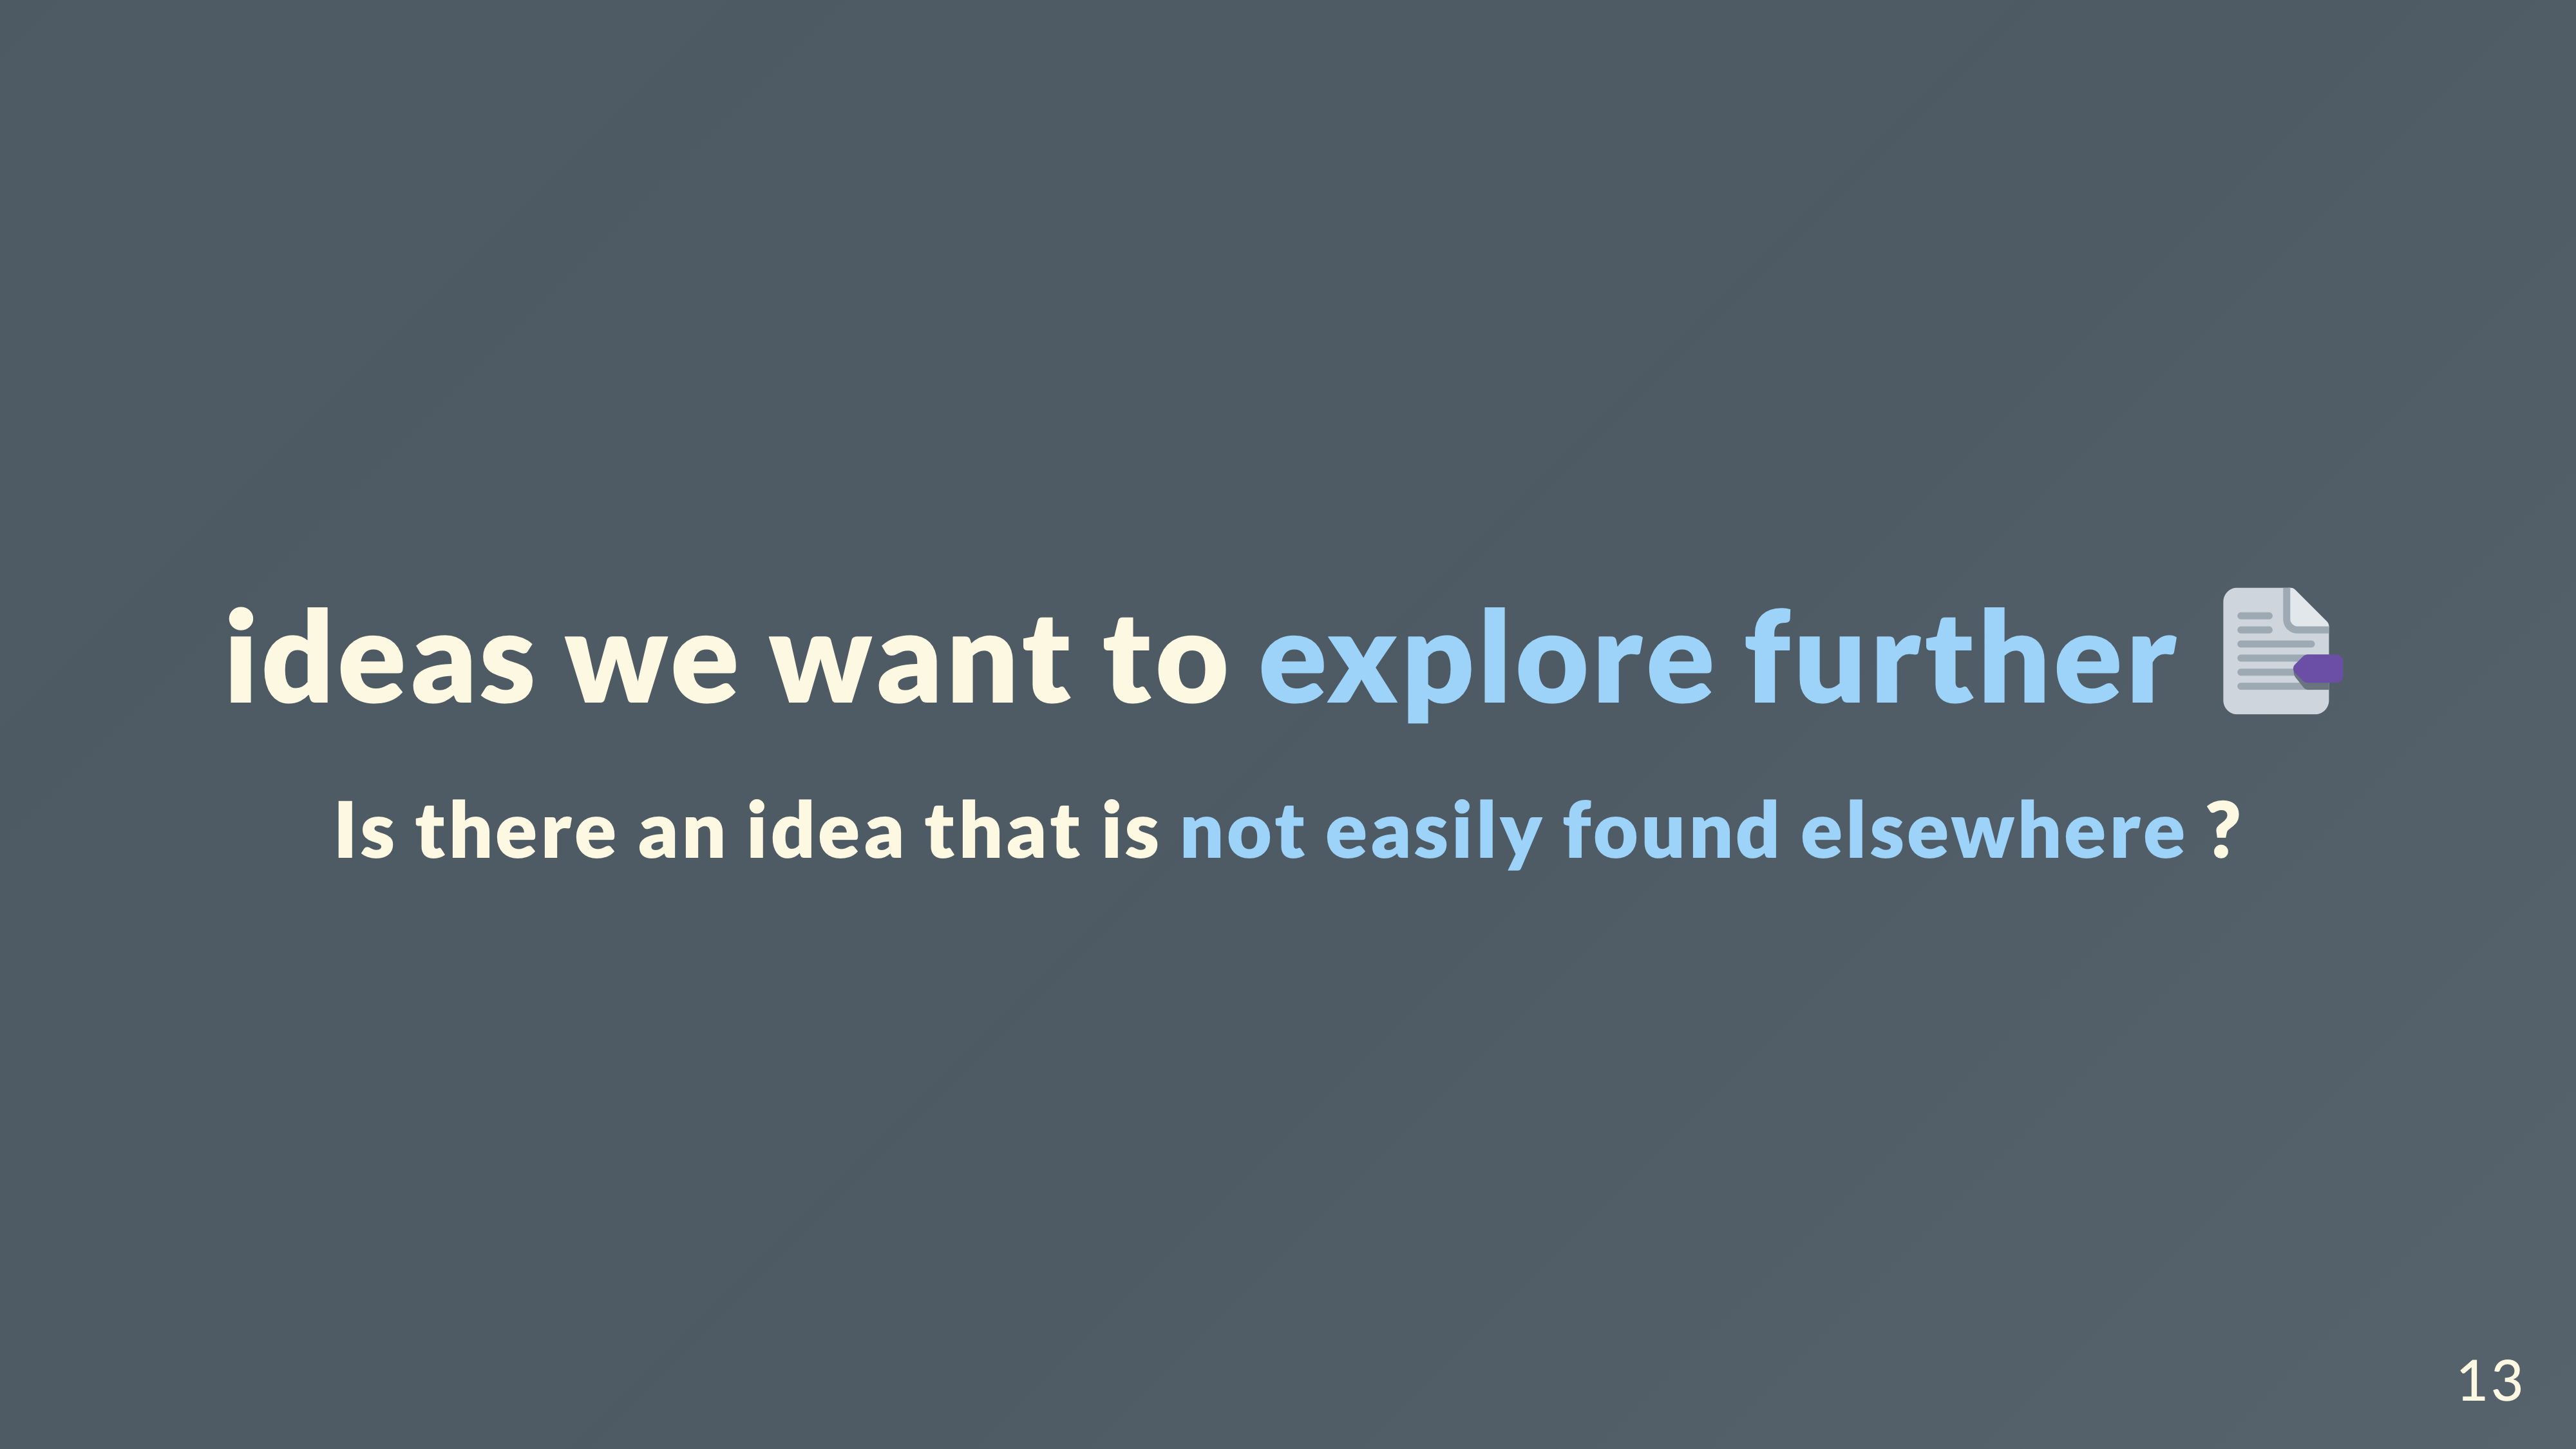 ideas we want to explore further
Is there an idea that is not easily found elsewhere ?
13